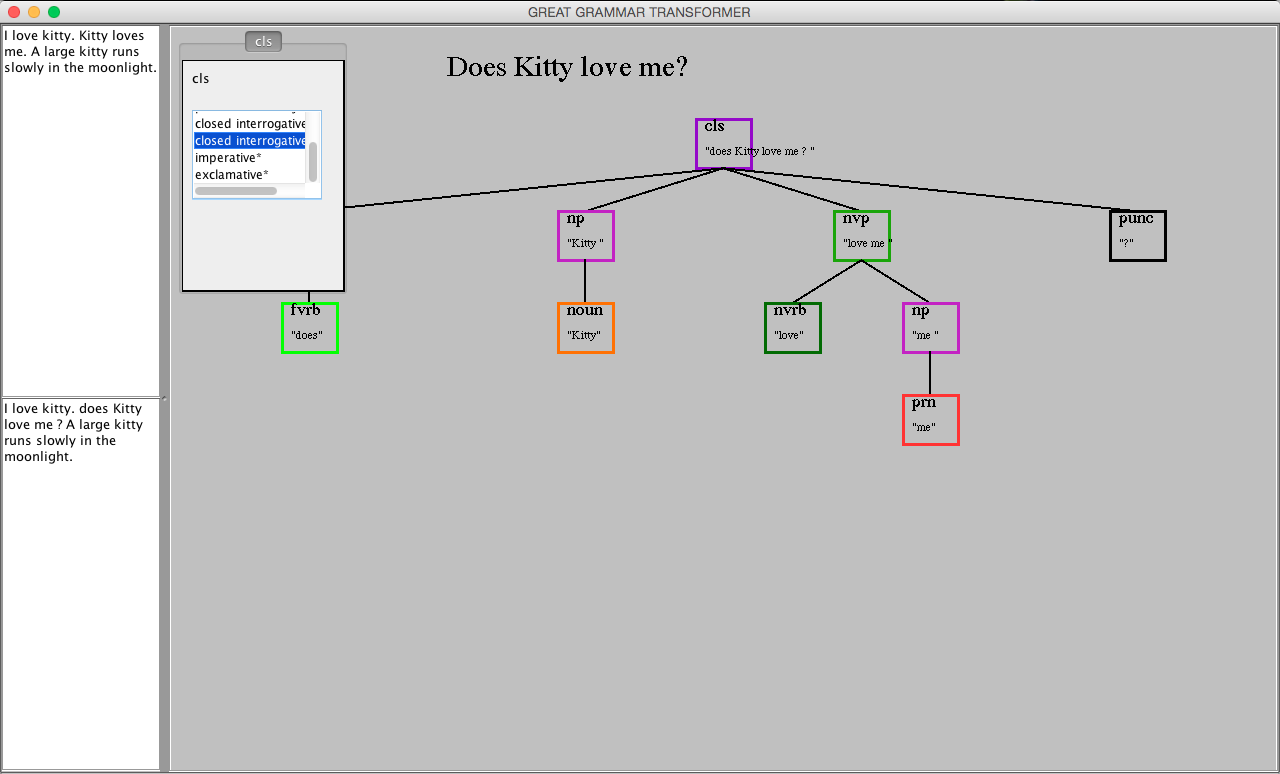 GREAT GRAMMAR TRANSFORMER
I love kitty. Kitty loves
me. A large kitty runs
slowly in the moonlight.
I love kitty. does Kitty
love me ? A large kitty
runs slowly in the
moonlight.
cls
cls
closed interrogative
closed interrogative
imperative*
exclamative*
Does Kitty love me?
cls
"does Kitty love me ? "
np
"Kitty "
nvp
"love me "
punc
"?"
fvrb
"does"
noun
"Kitty"
nvrb
"love"
np
"me "
prn
"me"